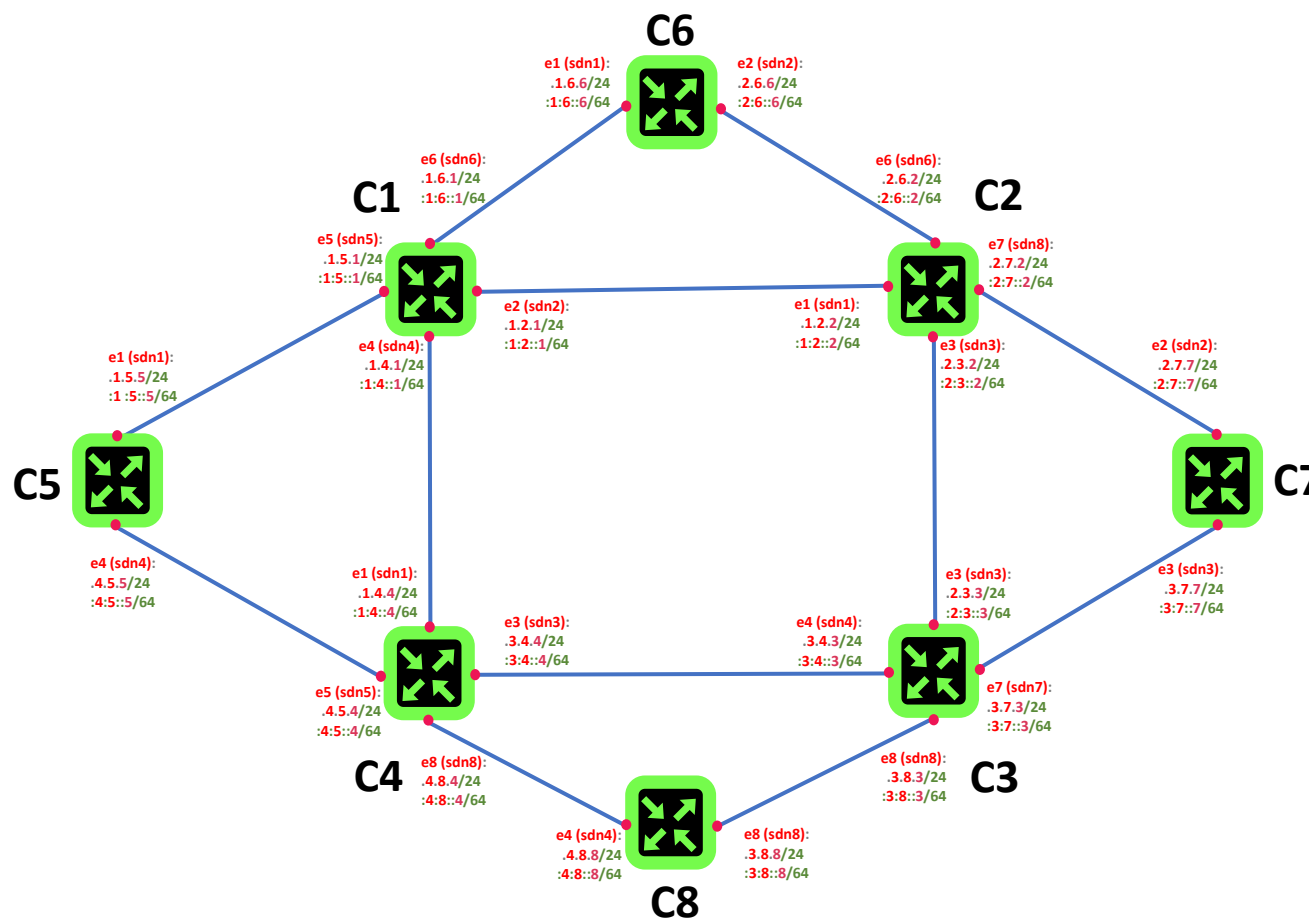 C6
e1 (sdn1):
.1.6.6/24
:1:6::6/64
e2 (sdn2):
.2.6.6/24
:2:6::6/64
e6 (sdn6):
.1.6.1/24
:1:6::1/64
e6 (sdn6):
.2.6.2/24
:2:6::2/64
C1
C2
e5 (sdn5):
.1.5.1/24
:1:5::1/64
e7 (sdn8):
.2.7.2/24
:2:7::2/64
e2 (sdn2):
.1.2.1/24
:1:2::1/64
e1 (sdn1):
.1.2.2/24
:1:2::2/64
e4 (sdn4):
.1.4.1/24
:1:4::1/64
e3 (sdn3):
.2.3.2/24
:2:3::2/64
e1 (sdn1):
.1.5.5/24
:1 :5::5/64
e2 (sdn2):
.2.7.7/24
:2:7::7/64
C5
C7
e4 (sdn4):
.4.5.5/24
:4:5::5/64
e1 (sdn1):
.1.4.4/24
:1:4::4/64
e3 (sdn3):
.2.3.3/24
:2:3::3/64
e3 (sdn3):
.3.7.7/24
:3:7::7/64
e3 (sdn3):
.3.4.4/24
:3:4::4/64
e4 (sdn4):
.3.4.3/24
:3:4::3/64
e5 (sdn5):
.4.5.4/24
:4:5::4/64
e7 (sdn7):
.3.7.3/24
:3:7::3/64
C4
C3
e8 (sdn8):
.4.8.4/24
:4:8::4/64
e8 (sdn8):
.3.8.3/24
:3:8::3/64
e4 (sdn4):
.4.8.8/24
:4:8::8/64
e8 (sdn8):
.3.8.8/24
:3:8::8/64
C8